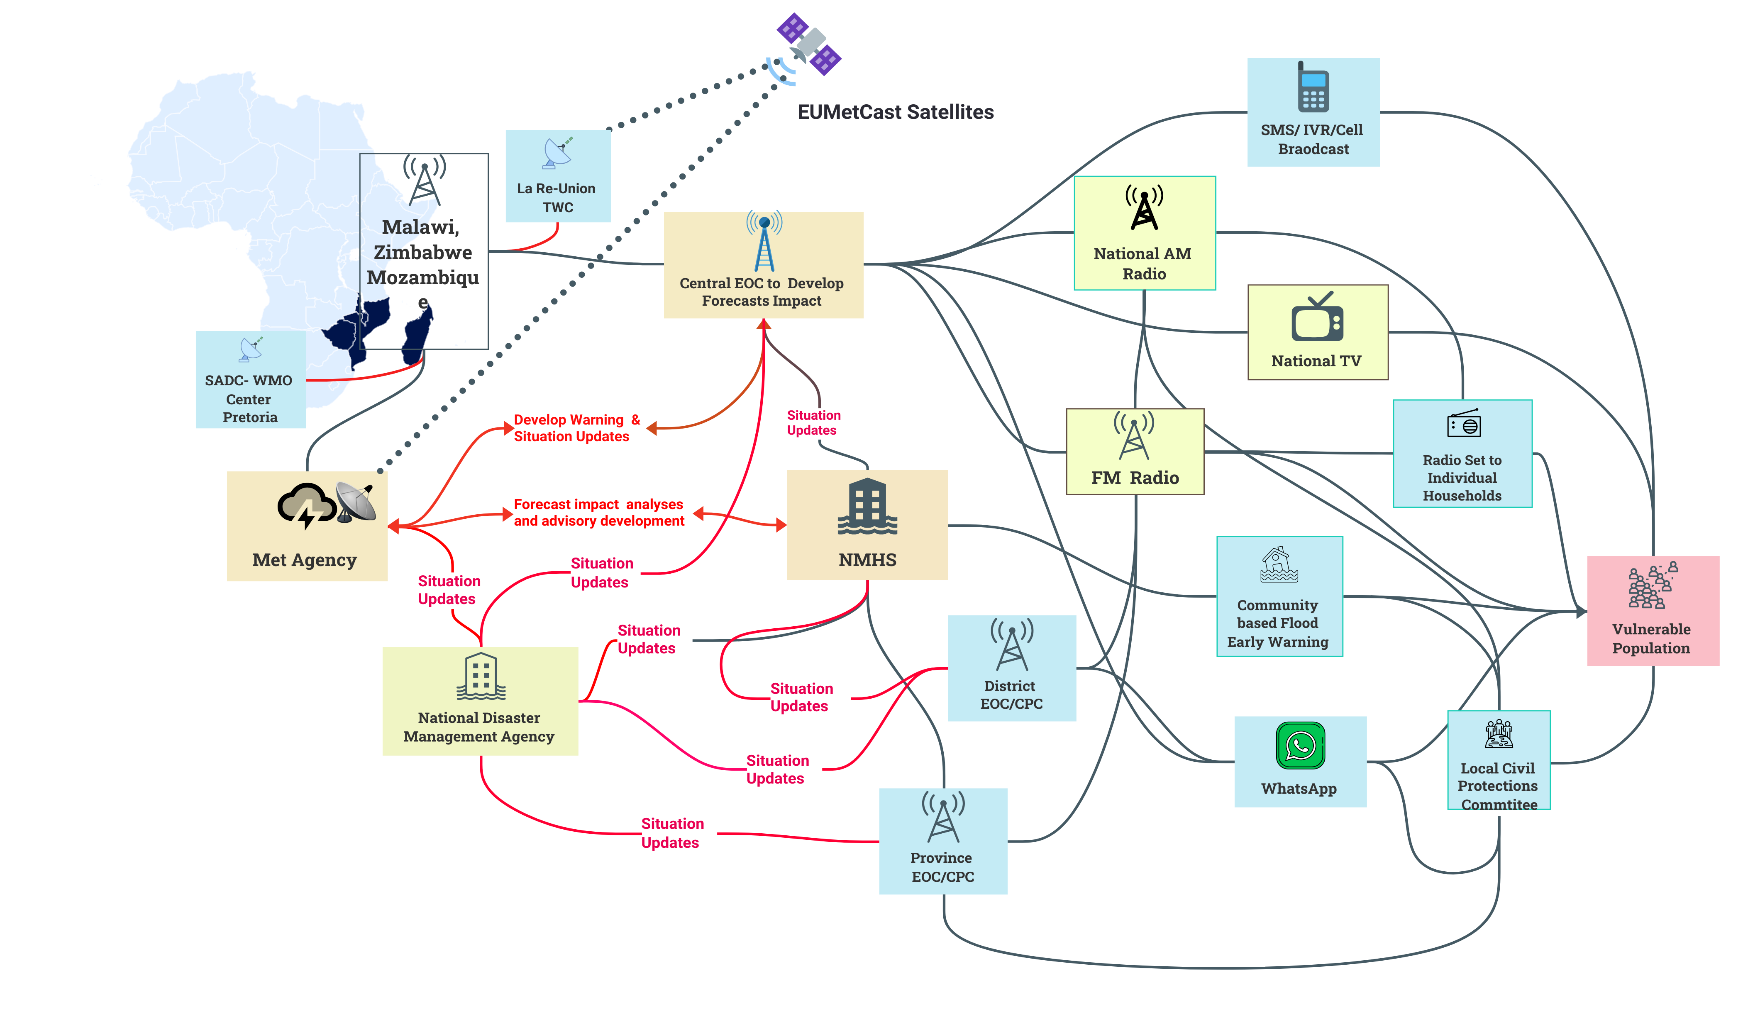 EUMetCast Satellites
SMS/ IVR/Cell
Braodcast
La Re-Union
TWC
Malawi,
Zimbabwe
Mozambiqu
e
National AM
Radio
Central EOC to Develop
Forecasts Impact
National TV
SADC- WMO
Center
Pretoria
Develop Warning &
Situation Updates
Situation
Updates
FM Radio
Radio Set to
Individual
Households
Forecast impact analyses
and advisory development
Met Agency
NMHS
Situation
Updates
Situation
Updates
Community
based Flood
Early Warning
Vulnerable
Population
Situation
Updates
District
EOC/CPC
Situation
Updates
National Disaster
Management Agency
Situation
Updates
WhatsApp
Local Civil
Protections
Commtitee
Situation
Updates
Province
EOC/CPC